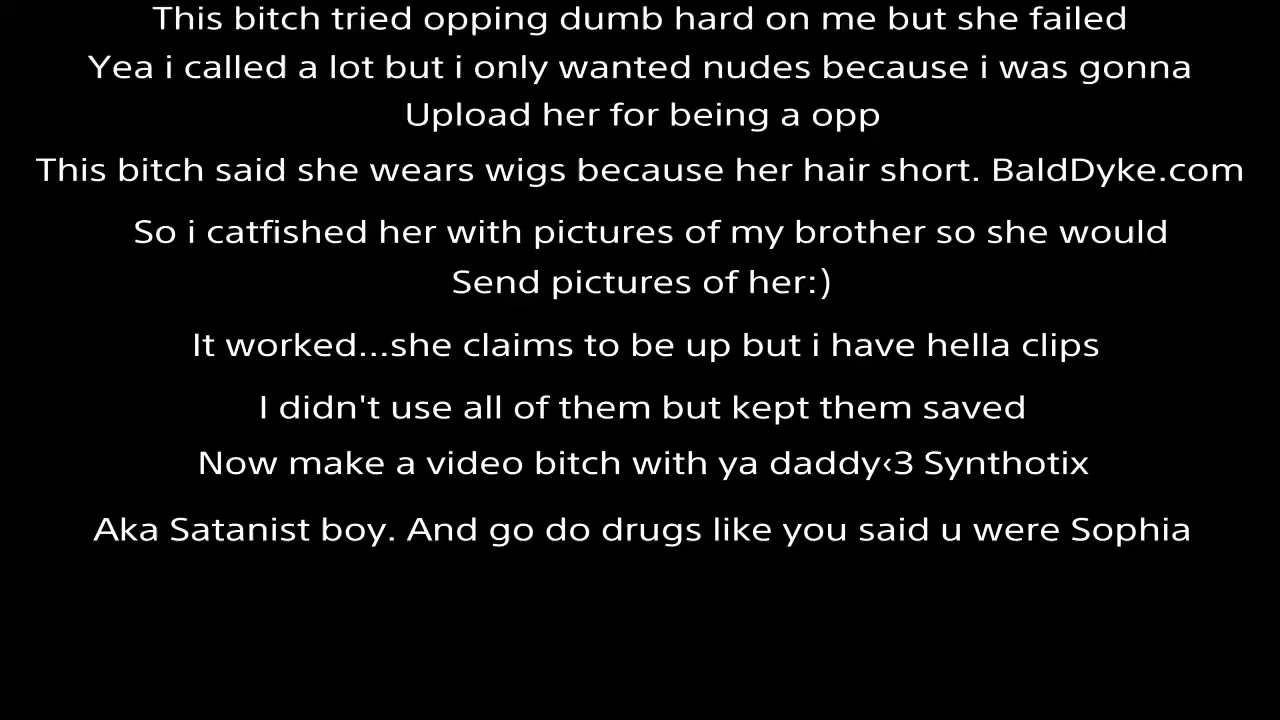 This bitch tried opping dumb hard on me but she failed
Yea i called a lot but i only wanted nudes because i was gonna
Upload her for being a opp
This bitch said she wears wigs because her hair short. BaldDyke.com
So i catfished her with pictures of my brother so she would
Send pictures of her:)
It worked...she claims to be up but i have hella clips
I didn't use all of them but kept them saved
Now make a video bitch with ya daddy<3 Synthotix
Aka Satanist boy. And go do drugs like you said u were Sophia